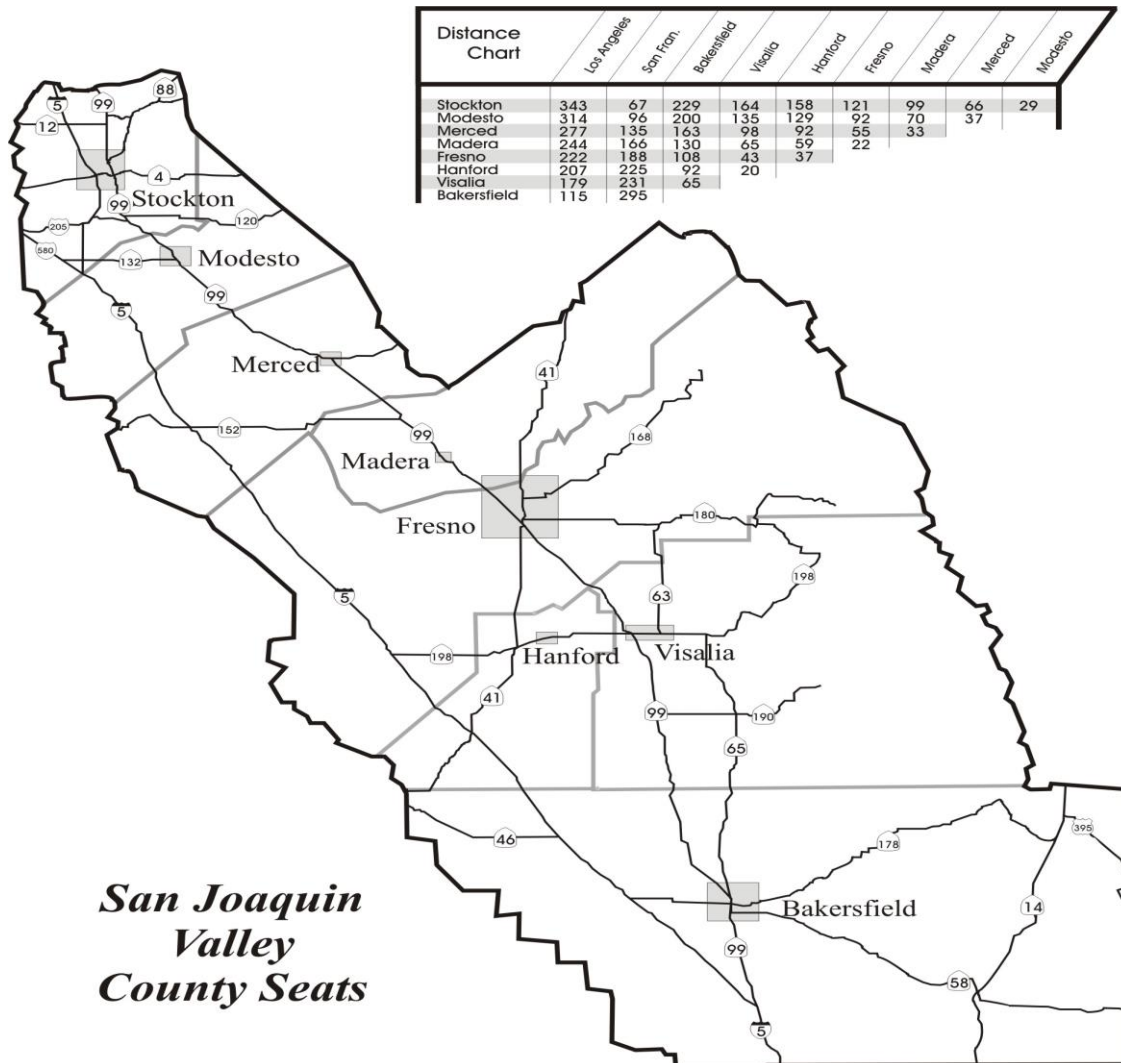 Distance
Chart
Los Angeles
San Fran.
Bakersfield
Visalia
Hanford
Fresno
Madera
Merced
Modesto
Stockton 343 67 229 164 158 121 99 66 29
Modesto 314 96 200 135 129 92 70 37
Merced 277 135 163 98 92 55 33
Madera 244 166 130 65 59 22
Fresno 222 188 108 43 37
Hanford 207 225 92 20
Visalia 179 231 65
Bakersfield 115 295
5
99
88
12
4
Stockton
99
120
205
580
132
Modesto
99
5
Merced
41
152
99
168
Madera
Fresno
180
5
63
198
198
Hanford
Visalia
41
99
190
65
46
178
395
14
Bakersfield
99
58
5
San Joaquin
Valley
County Seats